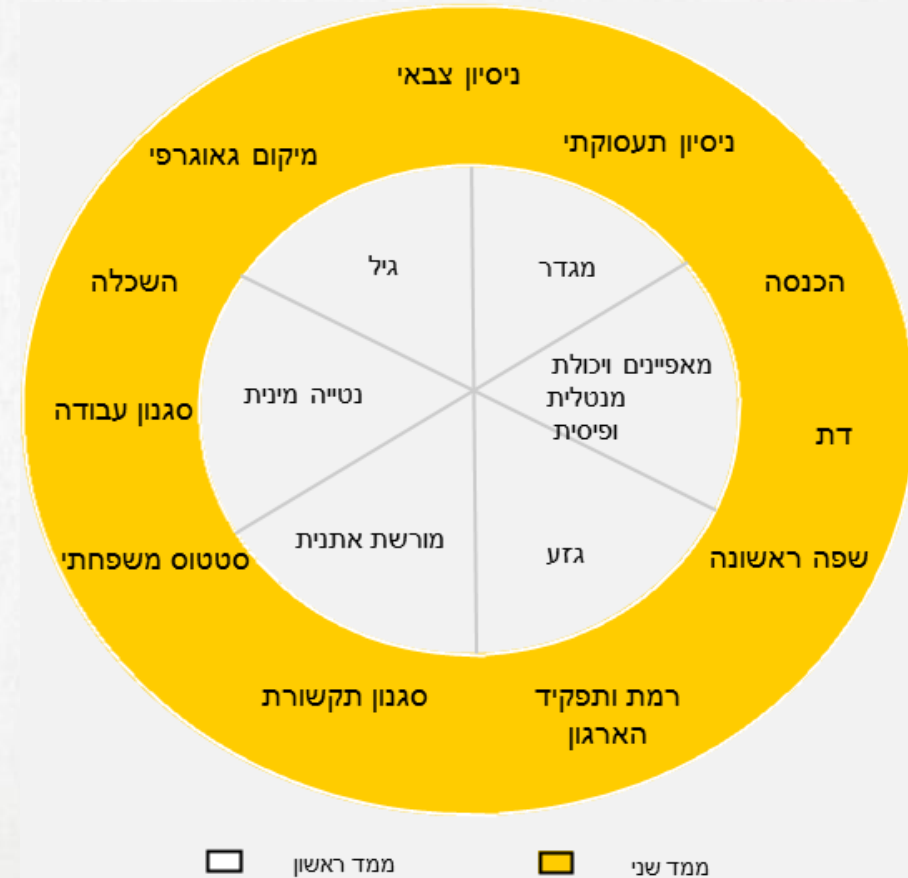 ניסיון צבאי
ניסיון תעסוקתי
מיקום גאוגרפי
גיל
מגדר
השכלה
הכנסה
מאפיינים ויכולת
מנטלית
ופיסית
נטייה מינית
סגנון עבודה
דת
מורשת אתנית
גזע
סטטוס משפחתי
שפה ראשונה
סגנון תקשורת
רמת ותפקיד
הארגון
ממד ראשון
ממד שני